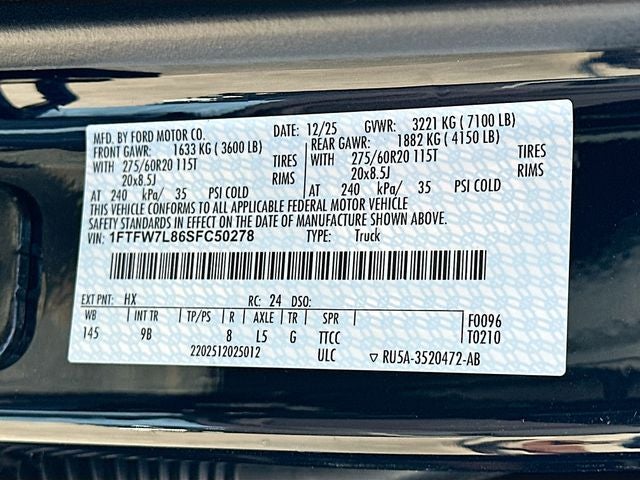 MFD. BY FORD MOTOR CO. DATE: 12/25 GVWR: 3221 KG ( 7100 LB)
FRONT GAWR: 1633 KG ( 3600 LB) REAR GAWR: 1882 KG ( 4150 LB)
WITH 275/60R20 115T TIRES WITH 275/60R20 115T TIRES
20x8.5J RIMS 20x8.5J RIMS
AT 240 kPa/ 35 PSI COLD AT 240 kPa/ 35 PSI COLD
THIS VEHICLE CONFORMS TO ALL APPLICABLE FEDERAL MOTOR VEHICLE
SAFETY STANDARDS IN EFFECT ON THE DATE OF MANUFACTURE SHOWN ABOVE.
VIN: 1FTFW7L86SFC50278 TYPE: Truck
EXT PNT: HX RC: 24 DSO:
WB INT TR TP/PS R AXLE TR SPR F0096
145 9B 8 L5 G TTCC T0210
2202512025012 ULC ▽ RU5A-3520472-AB